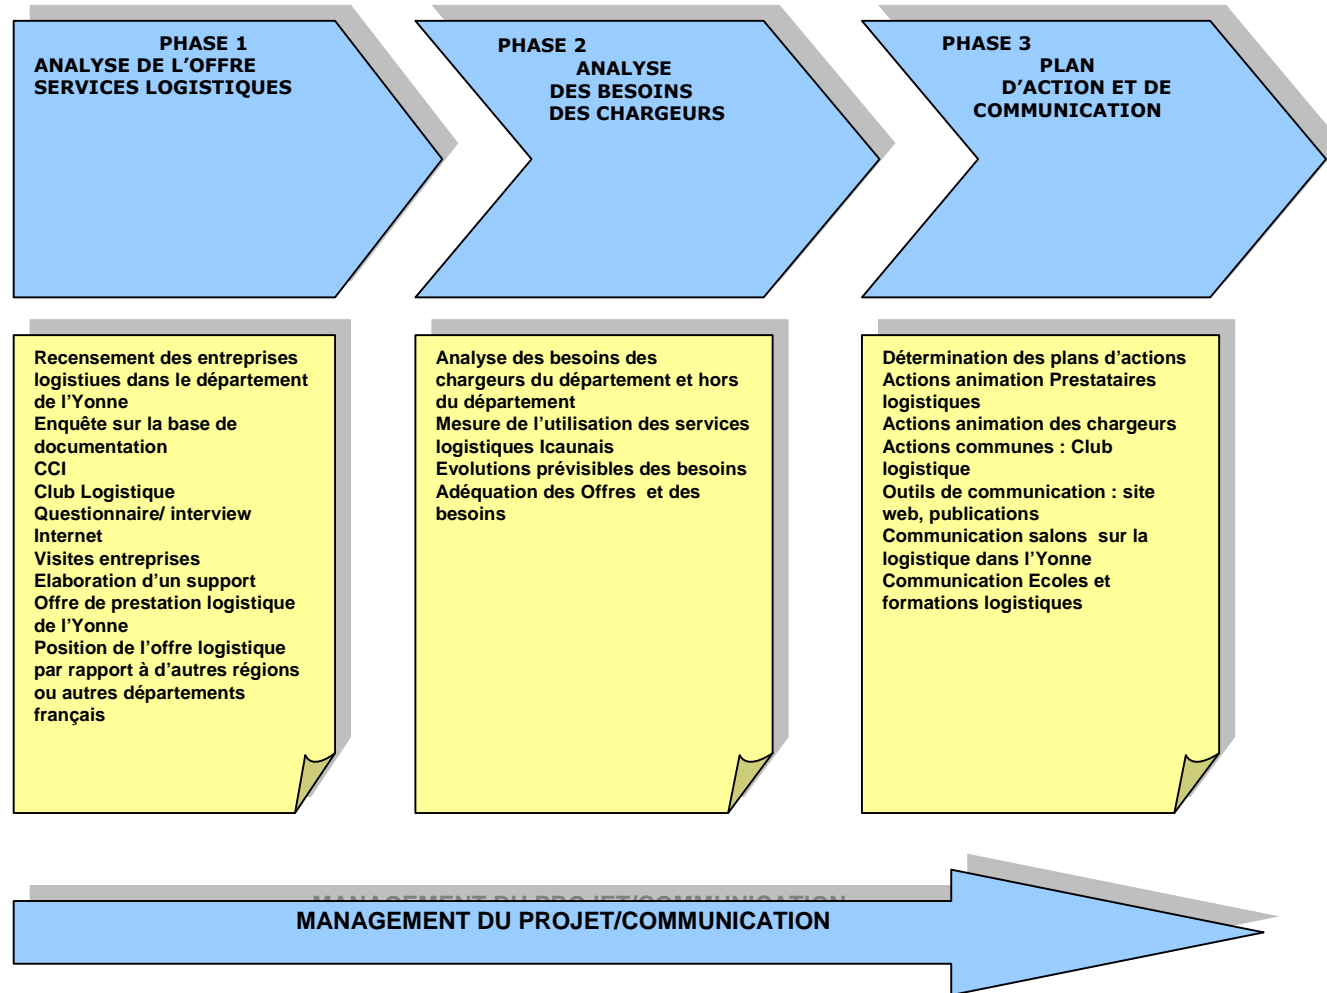 PHASE 1
ANALYSE DE L’OFFRE
SERVICES LOGISTIQUES
PHASE 2
ANALYSE
DES BESOINS
DES CHARGEURS
PHASE 3
PLAN
D’ACTION ET DE
COMMUNICATION
Recensement des entreprises
logistiues dans le département
de l’Yonne
Enquête sur la base de
documentation
CCI
Club Logistique
Questionnaire/ interview
Internet
Visites entreprises
Elaboration d’un support
Offre de prestation logistique
de l’Yonne
Position de l’offre logistique
par rapport à d’autres régions
ou autres départements
français
Analyse des besoins des
chargeurs du département et hors
du département
Mesure de l’utilisation des services
logistiques Icaunais
Evolutions prévisibles des besoins
Adéquation des Offres et des
besoins
Détermination des plans d’actions
Actions animation Prestataires
logistiques
Actions animation des chargeurs
Actions communes : Club
logistique
Outils de communication : site
web, publications
Communication salons sur la
logistique dans l’Yonne
Communication Ecoles et
formations logistiques
MANAGEMENT DU PROJET/COMMUNICATION